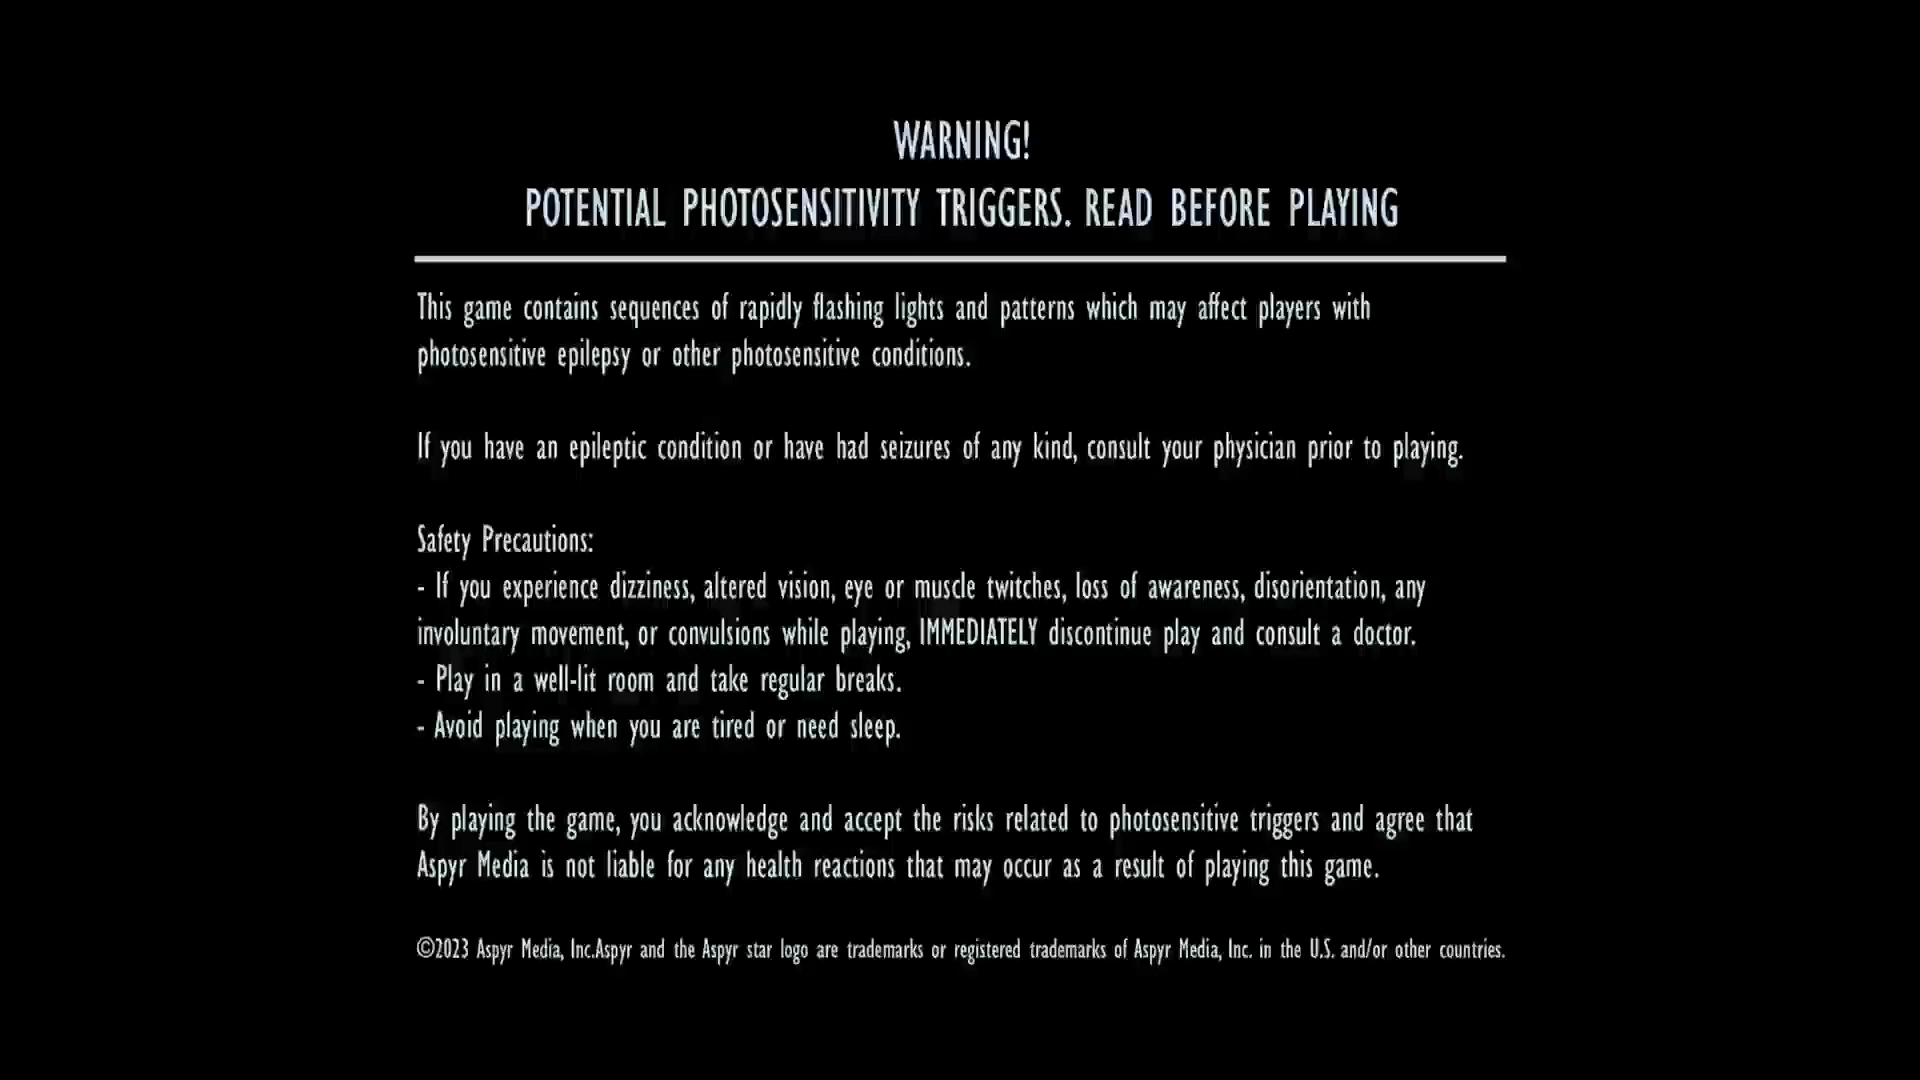 WARNING!
POTENTIAL PHOTOSENSITIVITY TRIGGERS. READ BEFORE PLAYING
This game contains sequences of rapidly flashing lights and patterns which may affect players with
photosensitive epilepsy or other photosensitive conditions.
If you have an epileptic condition or have had seizures of any kind, consult your physician prior to playing.
Safety Precautions:
- If you experience dizziness, altered vision, eye or muscle twitches, loss of awareness, disorientation, any
involuntary movement, or convulsions while playing, IMMEDIATELY discontinue play and consult a doctor.
- Play in a well-lit room and take regular breaks.
- Avoid playing when you are tired or need sleep.
By playing the game, you acknowledge and accept the risks related to photosensitive triggers and agree that
Aspyr Media is not liable for any health reactions that may occur as a result of playing this game.
©2023 Aspyr Media, Inc.Aspyr and the Aspyr star logo are trademarks or registered trademarks of Aspyr Media, Inc. in the U.S. and/or other countries.